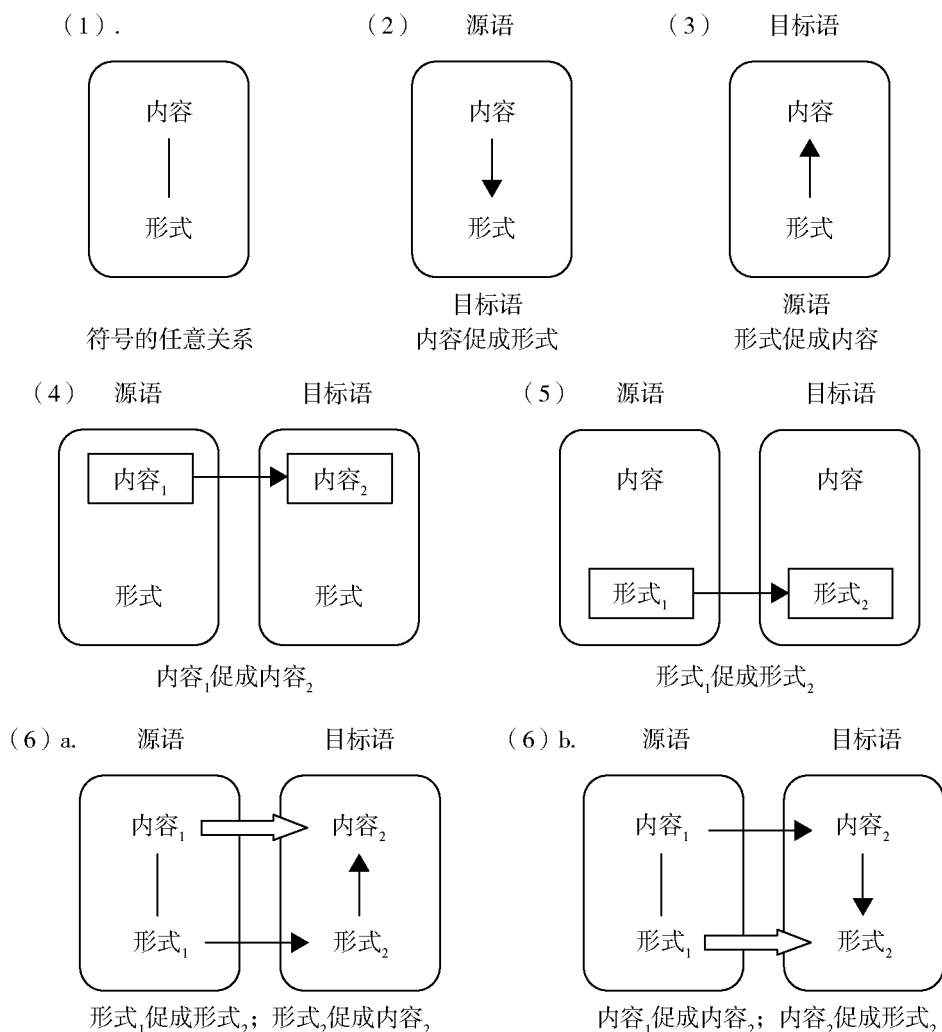 （1）. （2） 源语 （3） 目标语
内容 内容 内容
形式 形式 形式
目标语 源语
符号的任意关系 内容促成形式 形式促成内容
（4） 源语 目标语 （5） 源语 目标语
内容₁ 内容₂ 内容 内容
形式 形式 形式₁ 形式₂
内容₁促成内容₂ 形式₁促成形式₂
（6）a. 源语 目标语 （6）b. 源语 目标语
内容₁ 内容₂ 内容₁ 内容₂
形式₁ 形式₂ 形式₁ 形式₂
形式₁促成形式₂；形式₂促成内容₂ 内容₁促成内容₂；内容₂促成形式₂